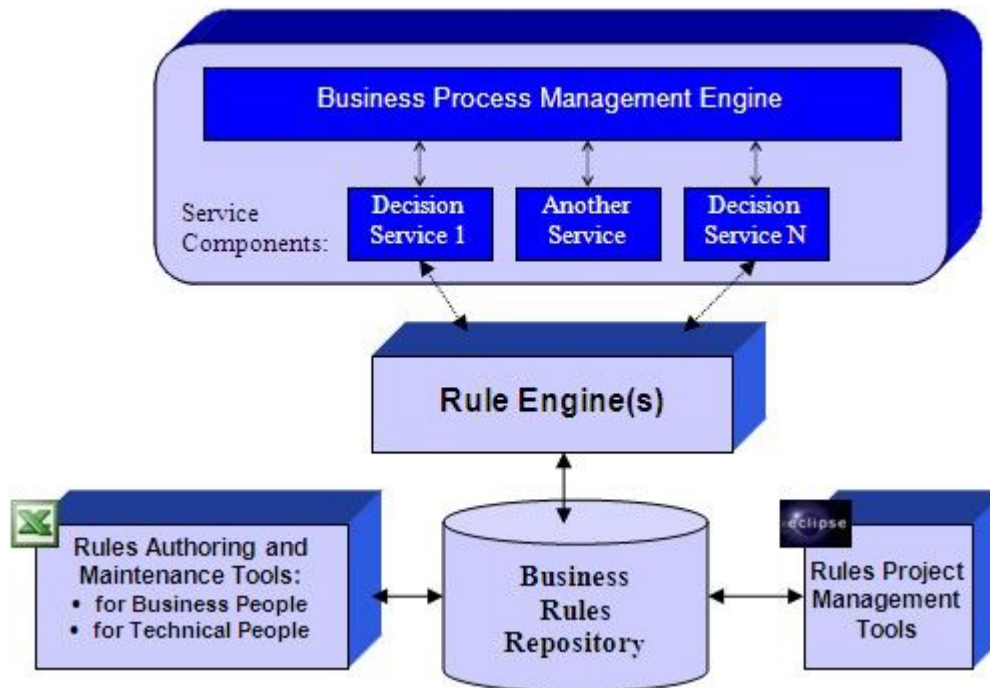 Business Process Management Engine
Service
Components:
Decision
Service 1
Another
Service
Decision
Service N
Rule Engine(s)
Rules Authoring and
Maintenance Tools:
• for Business People
• for Technical People
Business
Rules
Repository
eclipse
Rules Project
Management
Tools